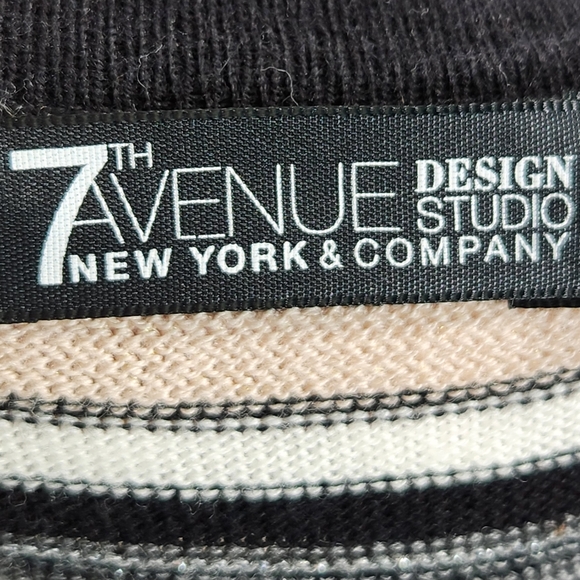 7TH AVENUE DESIGN STUDIO
NEW YORK & COMPANY